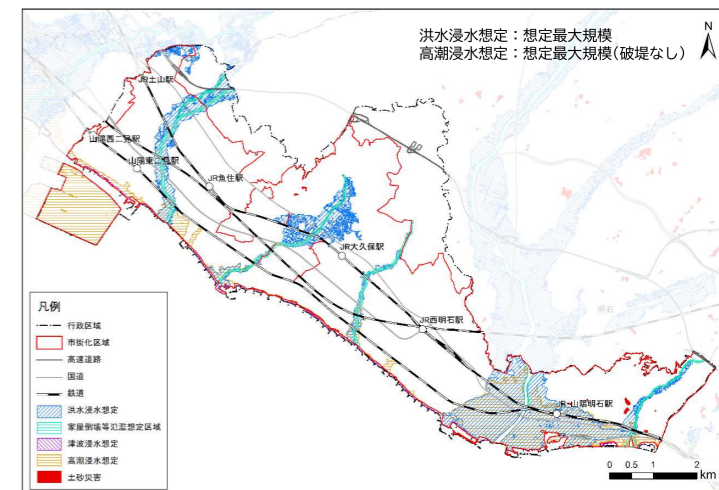 洪水浸水想定：想定最大規模
高潮浸水想定：想定最大規模(破堤なし)
N
JR土山駅
山陽西二見駅
山陽東二見駅
JR魚住駅
JR大久保駅
JR西明石駅
明石
JR・山陽明石駅
凡例
行政区域
市街化区域
高速道路
国道
鉄道
洪水浸水想定
家屋倒壊等氾濫想定区域
津波浸水想定
高潮浸水想定
土砂災害
0 0.5 1 2
km